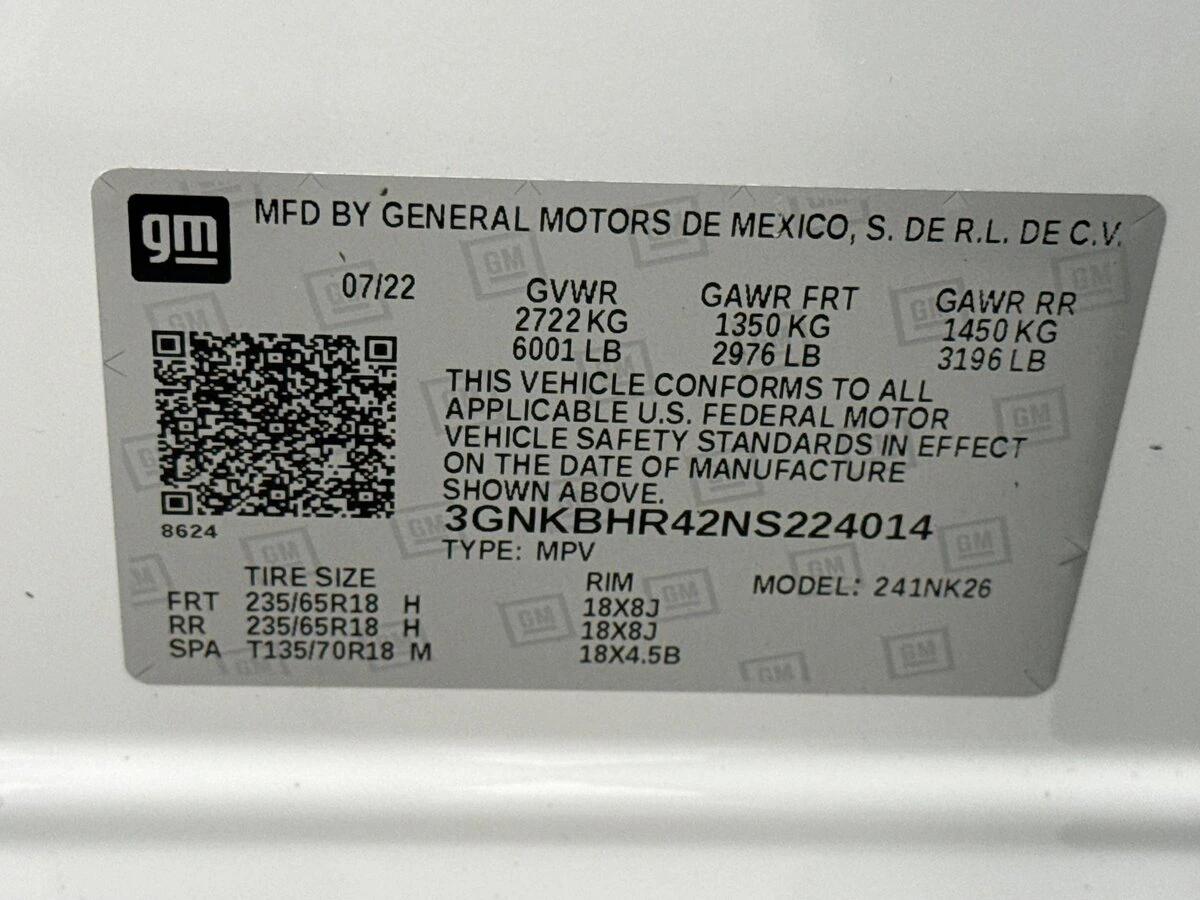 gm MFD BY GENERAL MOTORS DE MEXICO, S. DE R.L. DE C.V.
07/22 GVWR GAWR FRT GAWR RR
2722 KG 1350 KG 1450 KG
6001 LB 2976 LB 3196 LB
THIS VEHICLE CONFORMS TO ALL
APPLICABLE U.S. FEDERAL MOTOR
VEHICLE SAFETY STANDARDS IN EFFECT
ON THE DATE OF MANUFACTURE
SHOWN ABOVE.
3GNKBHR42NS224014
8624
TYPE: MPV
TIRE SIZE RIM MODEL: 241NK26
FRT 235/65R18 H 18X8J
RR 235/65R18 H 18X8J
SPA T135/70R18 M 18X4.5B